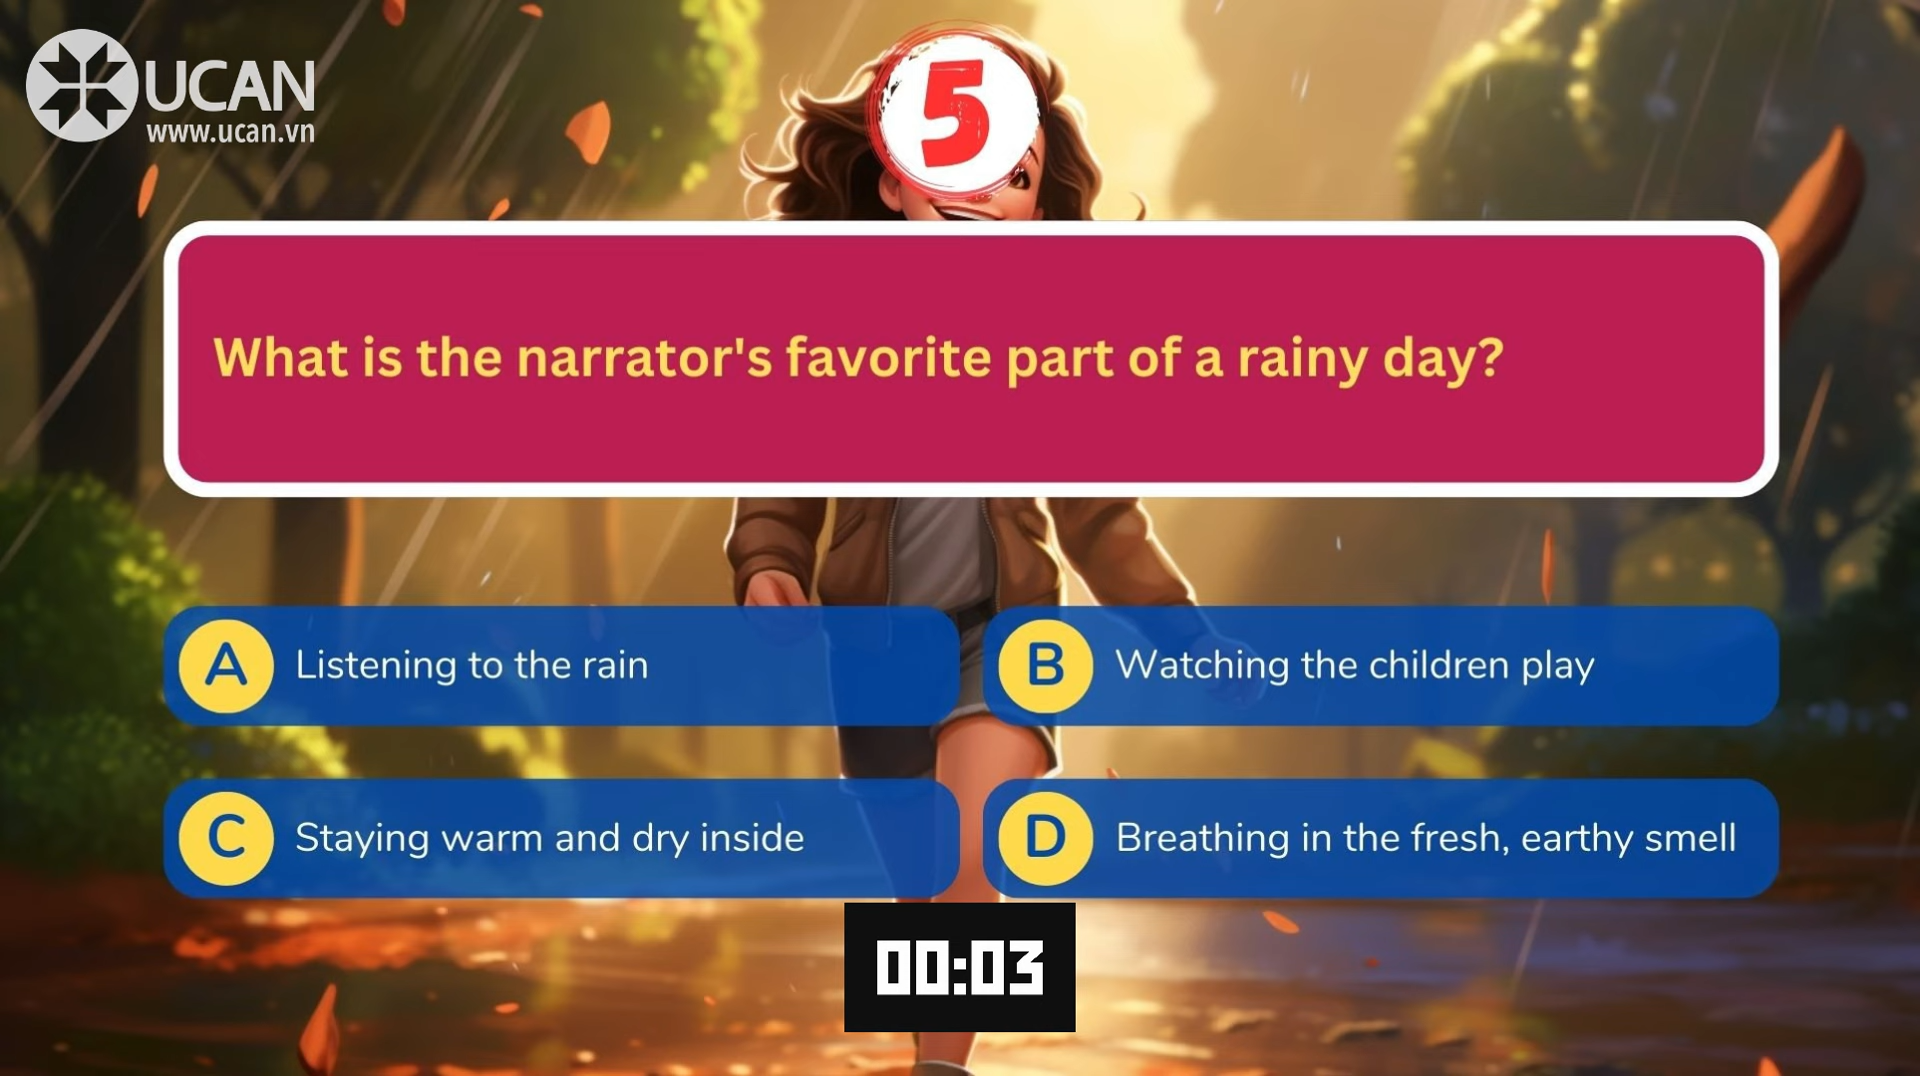 UCAN
www.ucan.vn
5
What is the narrator's favorite part of a rainy day?
A Listening to the rain
B Watching the children play
C Staying warm and dry inside
D Breathing in the fresh, earthy smell
00:03